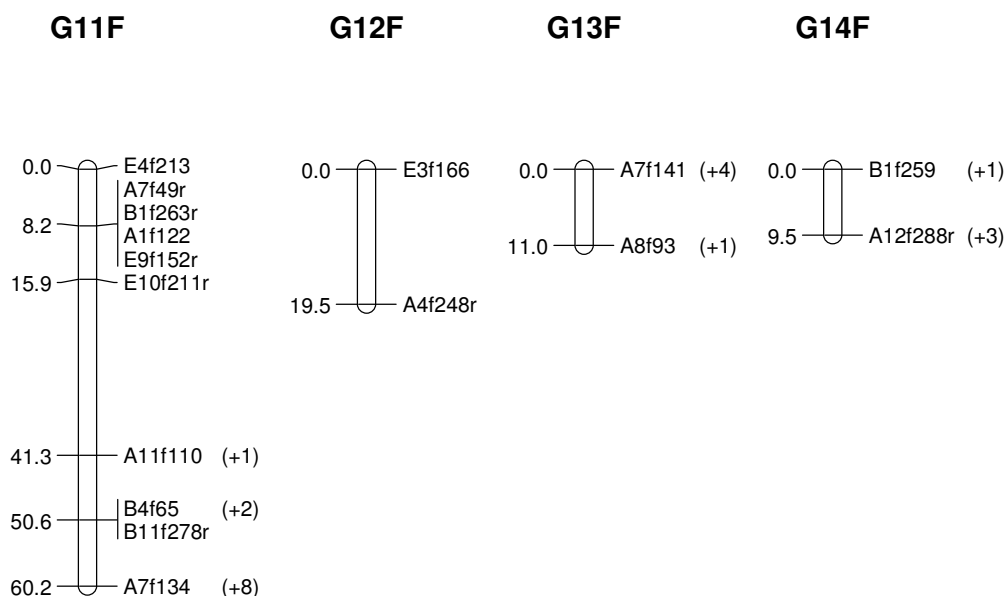 G11F
0.0 E4f213
A7f49r
B1f263r
8.2 A1f122
E9f152r
15.9 E10f211r
41.3 A11f110 (+1)
B4f65 (+2)
50.6 B11f278r
60.2 A7f134 (+8)
G12F
0.0 E3f166
19.5 A4f248r
G13F
0.0 A7f141 (+4)
11.0 A8f93 (+1)
G14F
0.0 B1f259 (+1)
9.5 A12f288r (+3)